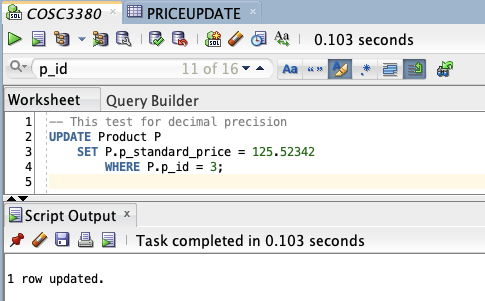 COSC3380 PRICEUPDATE
0.103 seconds
p_id 11 of 16 Aa “” .*
Worksheet Query Builder
1 -- This test for decimal precision
2 UPDATE Product P
3 SET P.p_standard_price = 125.52342
4 WHERE P.p_id = 3;
5
Script Output x
Task completed in 0.103 seconds
1 row updated.